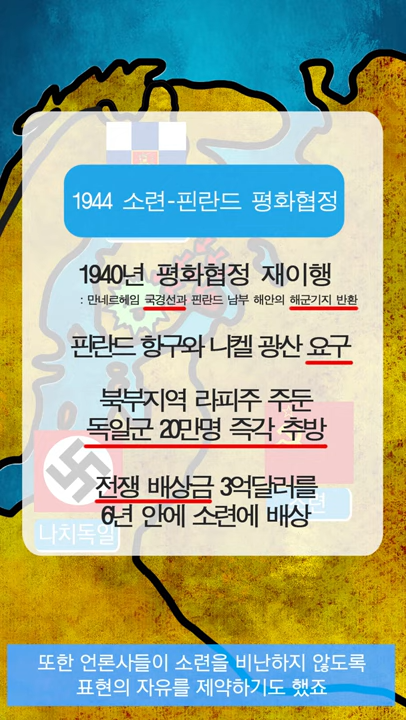 1944 소련-핀란드 평화협정
1940년 평화협정 재이행
: 만네르헤임 국경선과 핀란드 남부 해안의 해군기지 반환
핀란드 항구와 니켈 광산 요구
북부지역 라피주 주둔
독일군 20만명 즉각 추방
전쟁 배상금 3억달러를
6년 안에 소련에 배상
나치독일
련
또한 언론사들이 소련을 비난하지 않도록
표현의 자유를 제약하기도 했죠